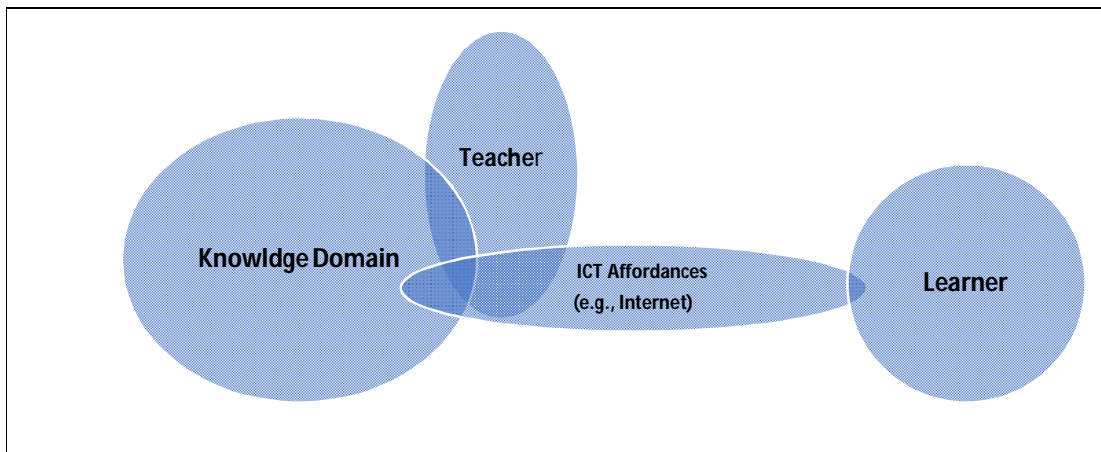 Teacher
Knowldge Domain
ICT Affordances
(e.g., Internet)
Learner